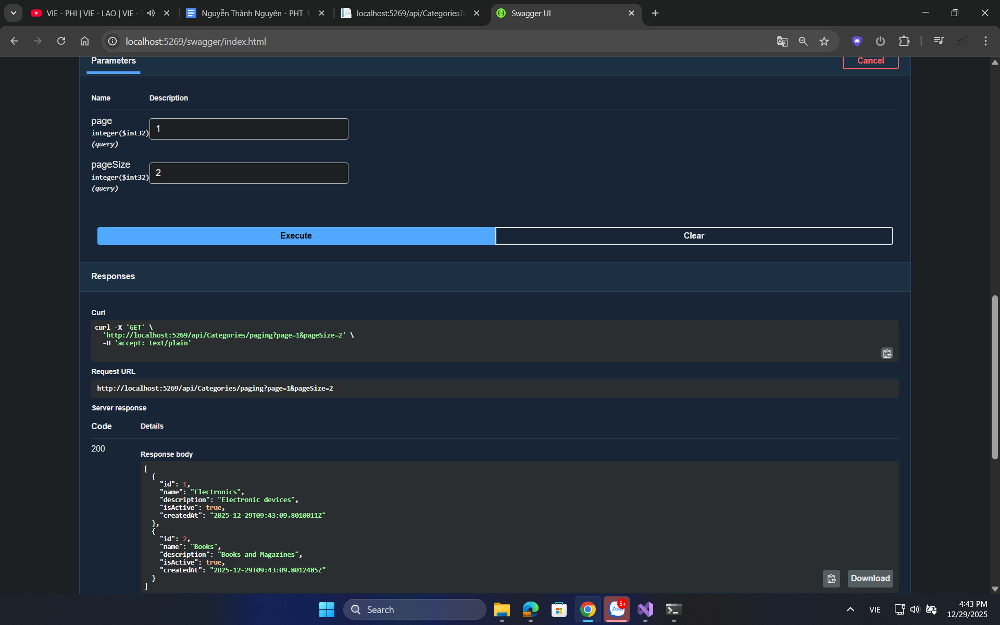 VIE - PHI | VIE - LAO | VIE -
Nguyễn Thành Nguyên - PHT_1
localhost:5269/api/Categories?
Swagger UI
localhost:5269/swagger/index.html
Parameters
Cancel
Name
Description
page
integer($int32)
(query)
1
pageSize
integer($int32)
(query)
2
Execute
Clear
Responses
Curl
curl -X 'GET' \
'http://localhost:5269/api/Categories/paging?page=1&pageSize=2' \
-H 'accept: text/plain'
Request URL
http://localhost:5269/api/Categories/paging?page=1&pageSize=2
Server response
Code
Details
200
Response body
[
{
"id": 1,
"name": "Electronics",
"description": "Electronic devices",
"isActive": true,
"createdAt": "2025-12-29T09:43:09.8010011Z"
},
{
"id": 2,
"name": "Books",
"description": "Books and Magazines",
"isActive": true,
"createdAt": "2025-12-29T09:43:09.8012485Z"
}
]
Download
Search
Zalo
5+
VIE
4:43 PM
12/29/2025